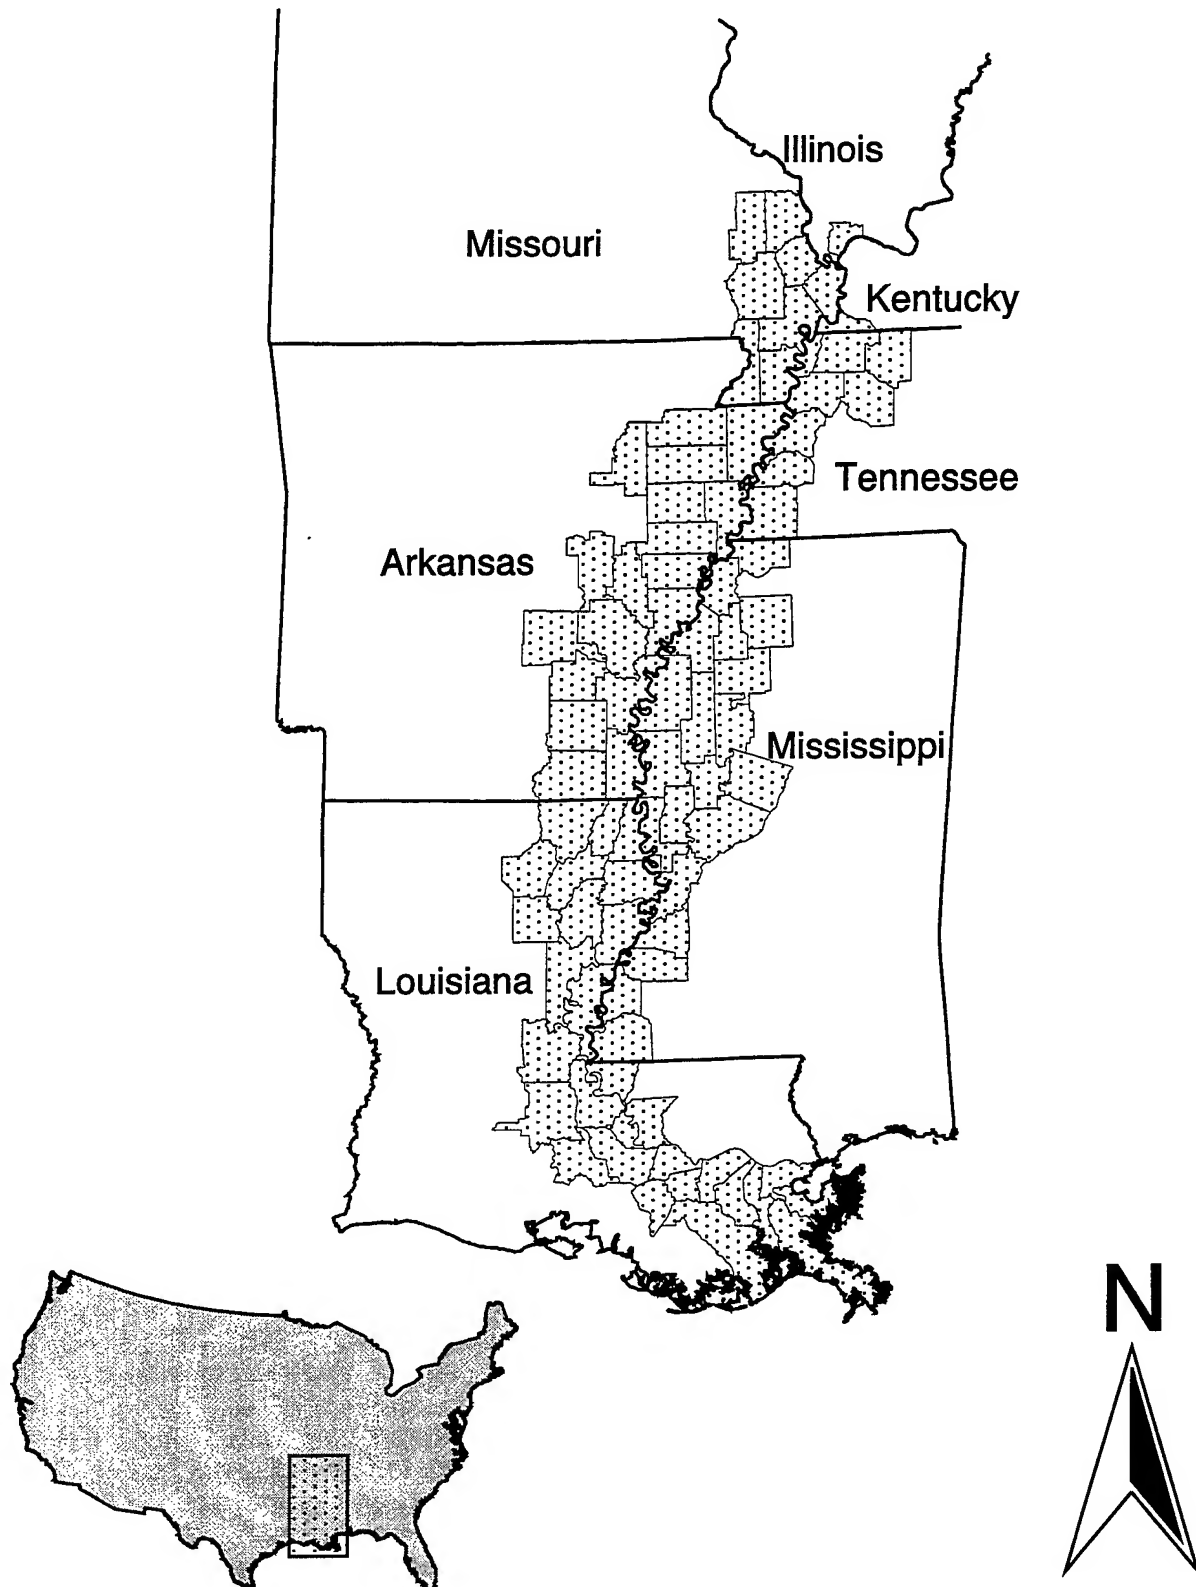 Illinois
Missouri
Kentucky
Tennessee
Arkansas
Mississippi
Louisiana
N